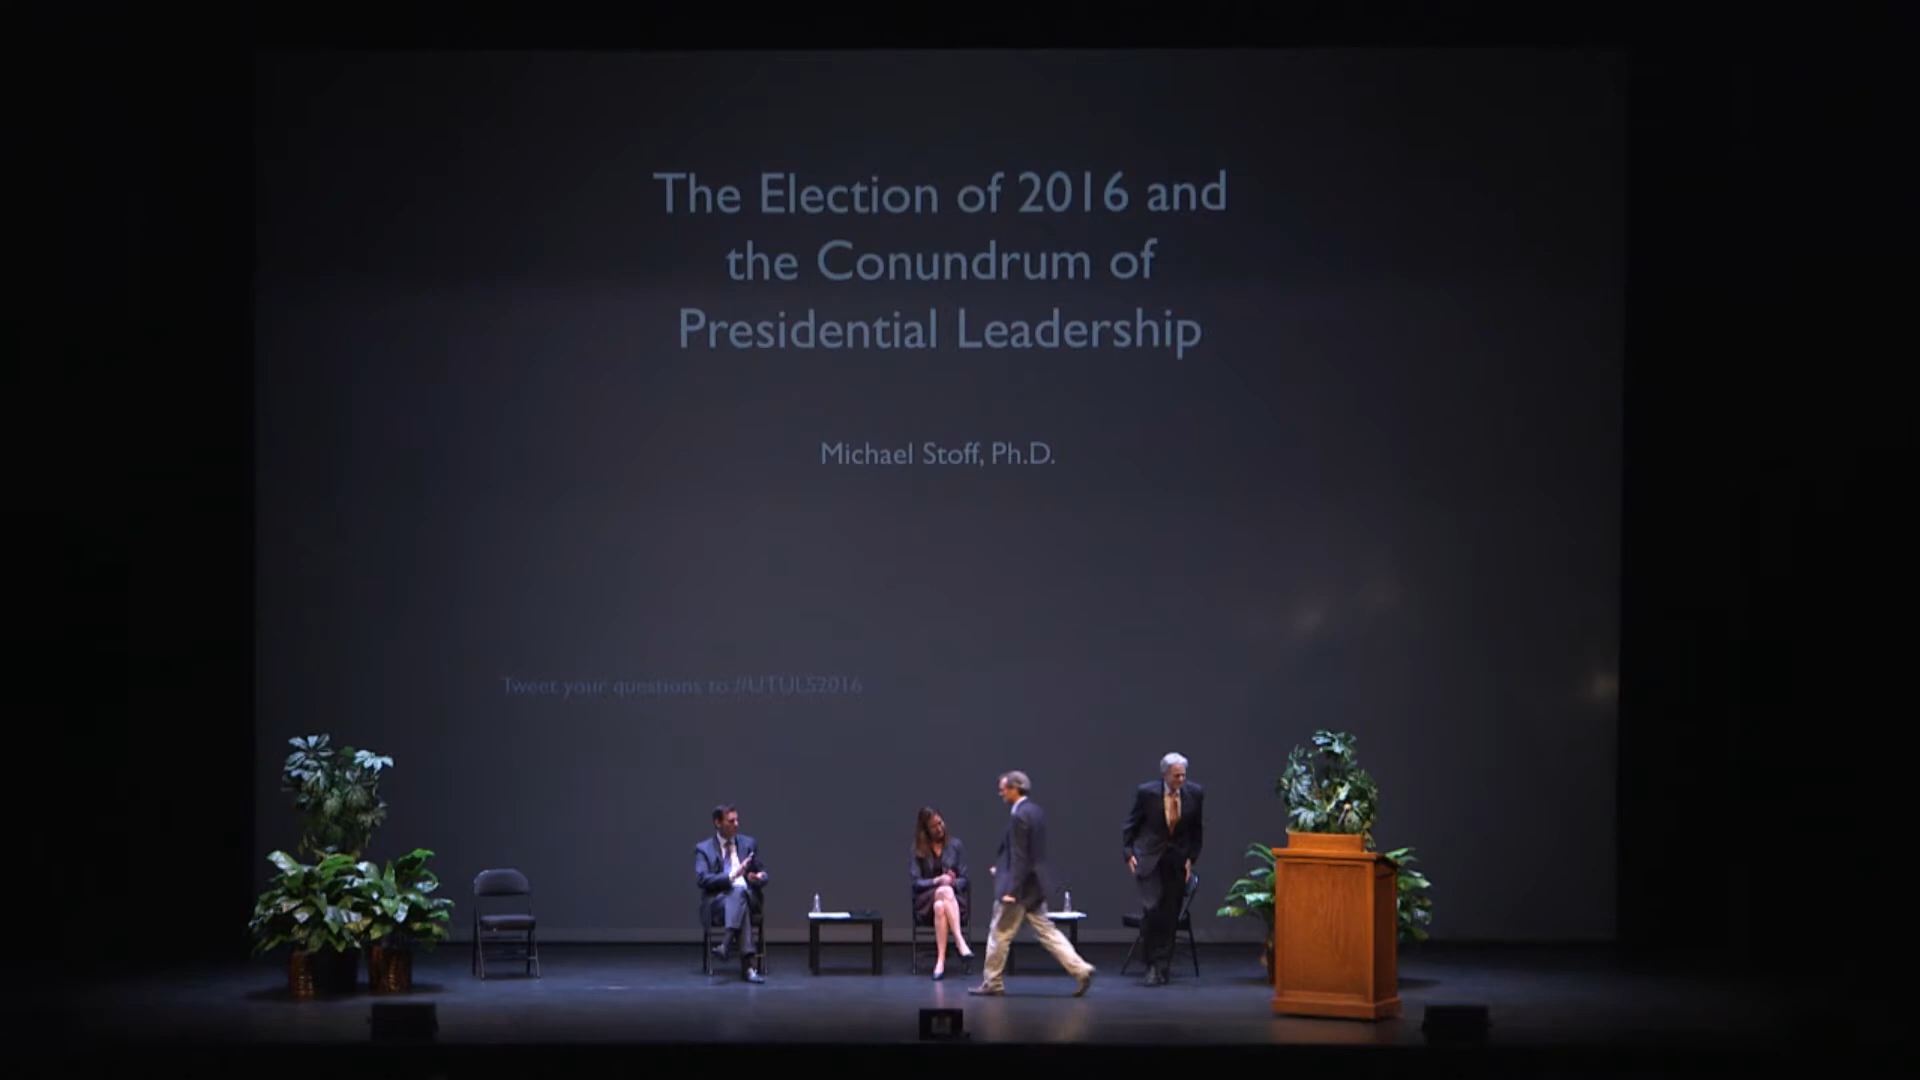 The Election of 2016 and
the Conundrum of
Presidential Leadership
Michael Stoff, Ph.D.
Tweet your questions to #UTULS2016